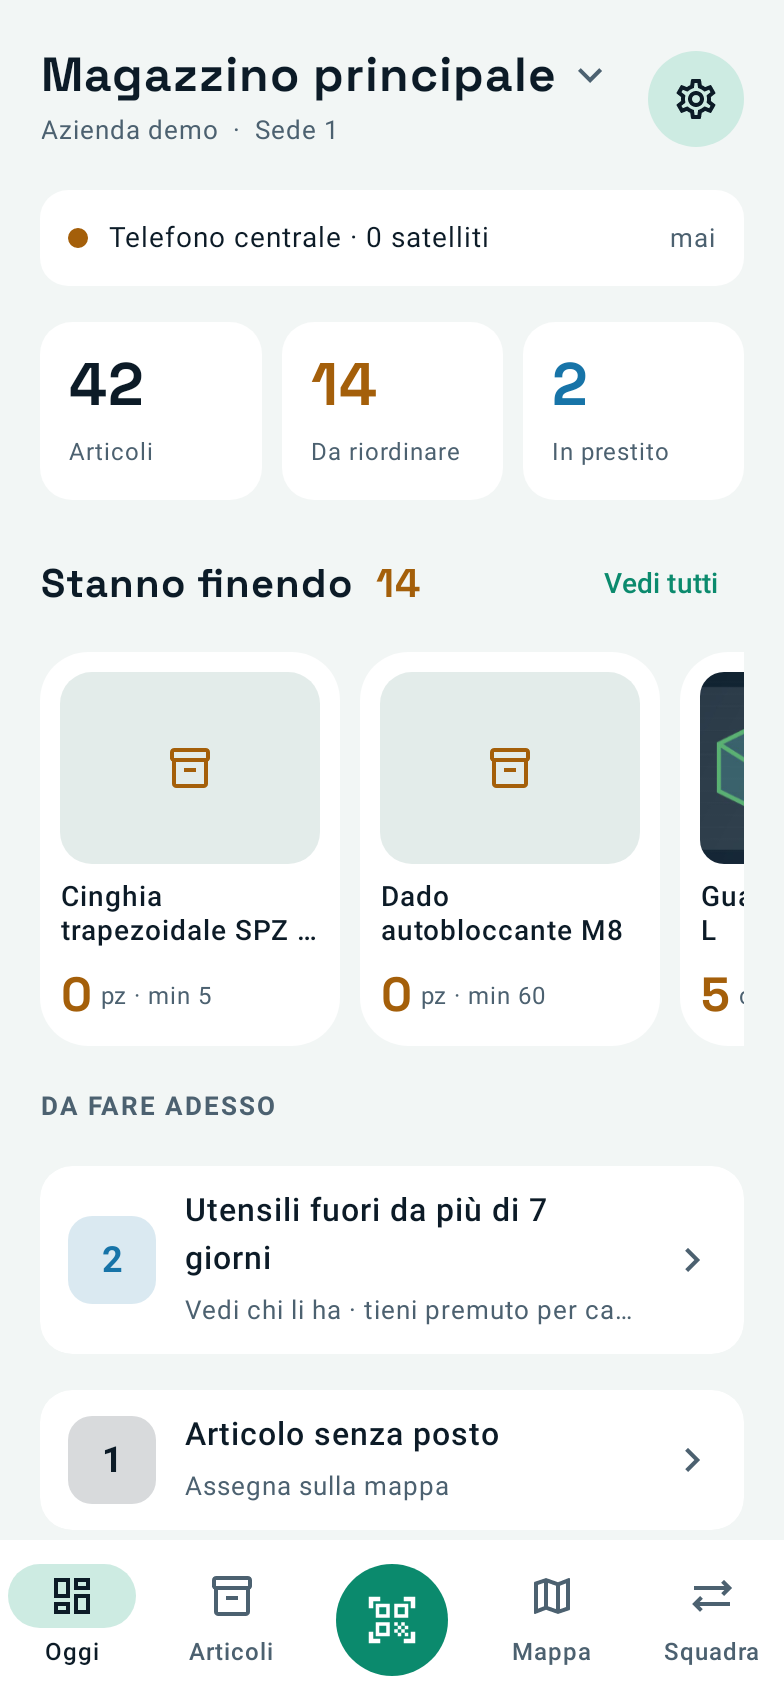 Magazzino principale
Azienda demo · Sede 1
Telefono centrale · 0 satelliti mai
42 14 2
Articoli Da riordinare In prestito
Stanno finendo 14 Vedi tutti
Cinghia
trapezoidale SPZ ...
0 pz · min 5
Dado
autobloccante M8
0 pz · min 60
L
5
DA FARE ADESSO
2
Utensili fuori da più di 7
giorni
Vedi chi li ha · tieni premuto per ca...
1
Articolo senza posto
Assegna sulla mappa
Oggi Articoli Mappa Squadra